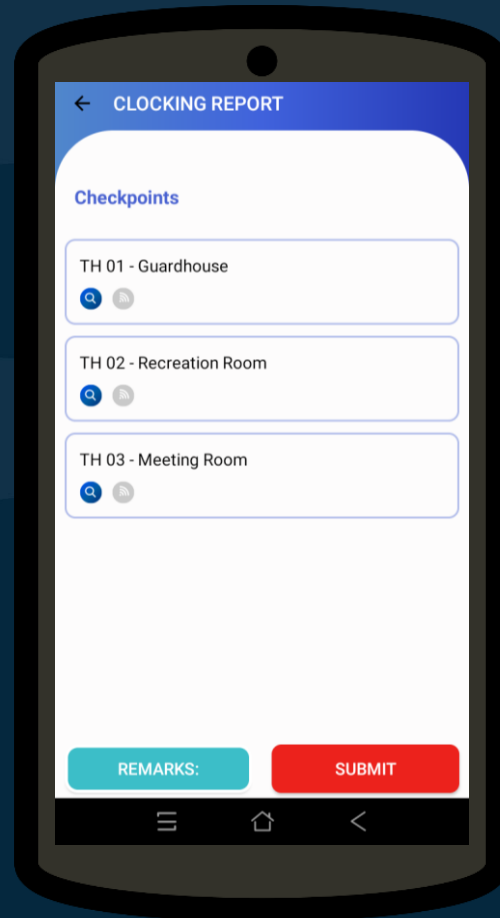 CLOCKING REPORT
Checkpoints
TH 01 - Guardhouse
TH 02 - Recreation Room
TH 03 - Meeting Room
REMARKS:
SUBMIT